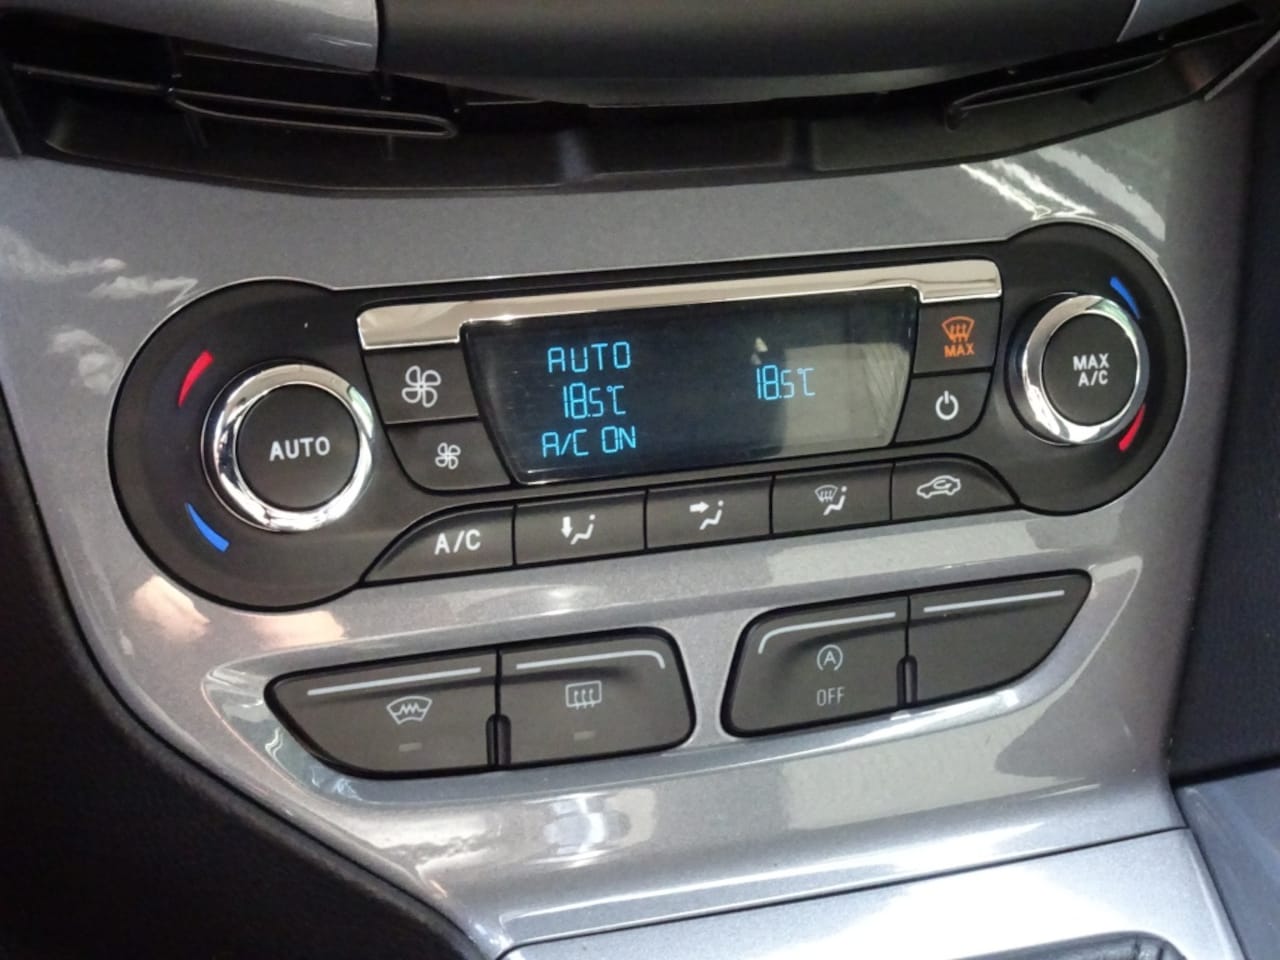 AUTO
18.5°C
18.5°C
A/C ON
AUTO
MAX
MAX
A/C
A/C
A
OFF